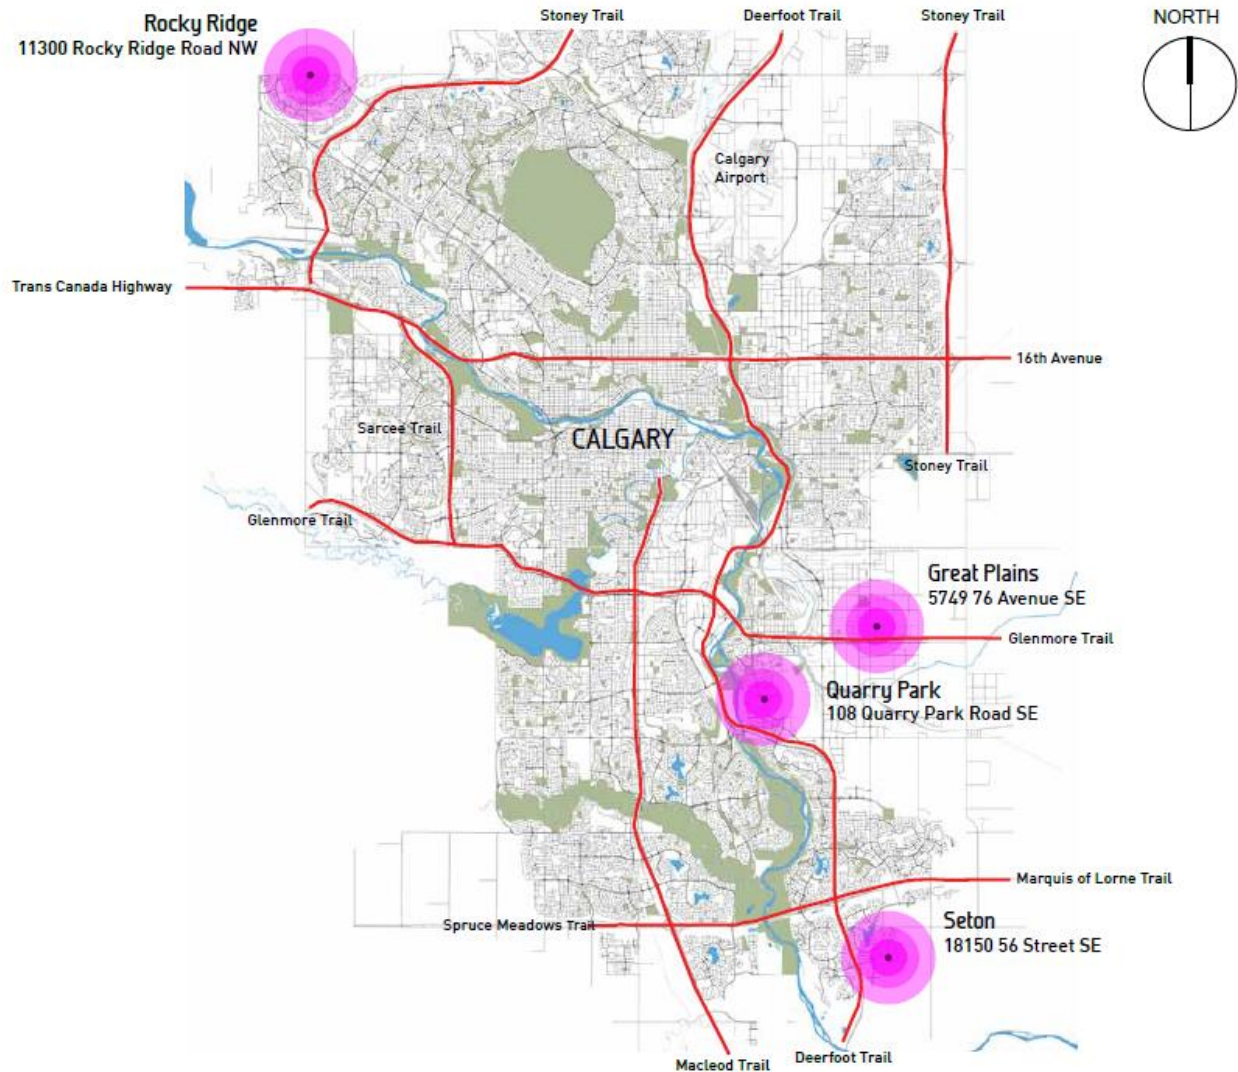 Rocky Ridge
11300 Rocky Ridge Road NW
Stoney Trail
Deerfoot Trail
Stoney Trail
NORTH
Calgary
Airport
Trans Canada Highway
16th Avenue
Sarcee Trail
CALGARY
Stoney Trail
Glenmore Trail
Great Plains
5749 76 Avenue SE
Glenmore Trail
Quarry Park
108 Quarry Park Road SE
Marquis of Lorne Trail
Spruce Meadows Trail
Seton
18150 56 Street SE
Macleod Trail
Deerfoot Trail